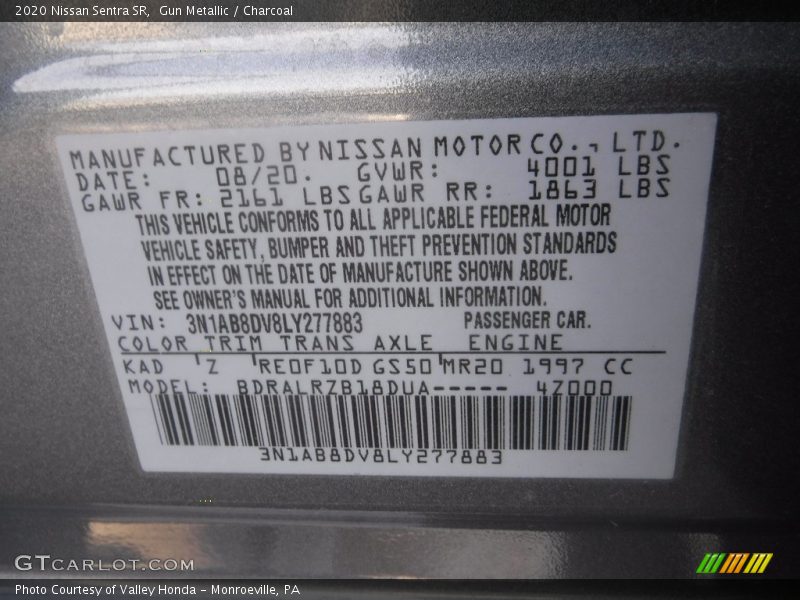 2020 Nissan Sentra SR, Gun Metallic / Charcoal
MANUFACTURED BY NISSAN MOTOR CO., LTD.
DATE: 08/20. GVWR: 4001 LBS
GAWR FR: 2161 LBS GAWR RR: 1863 LBS
THIS VEHICLE CONFORMS TO ALL APPLICABLE FEDERAL MOTOR
VEHICLE SAFETY, BUMPER AND THEFT PREVENTION STANDARDS
IN EFFECT ON THE DATE OF MANUFACTURE SHOWN ABOVE.
SEE OWNER'S MANUAL FOR ADDITIONAL INFORMATION.
VIN: 3N1AB8DV8LY277883 PASSENGER CAR.
COLOR TRIM TRANS AXLE ENGINE
KAD Z RE0F10D GS50 MR20 1997 CC
MODEL: BDRALRZB18DUA----- 4Z000
3N1AB8DV8LY277883
GTCARLOT.COM
Photo Courtesy of Valley Honda - Monroeville, PA